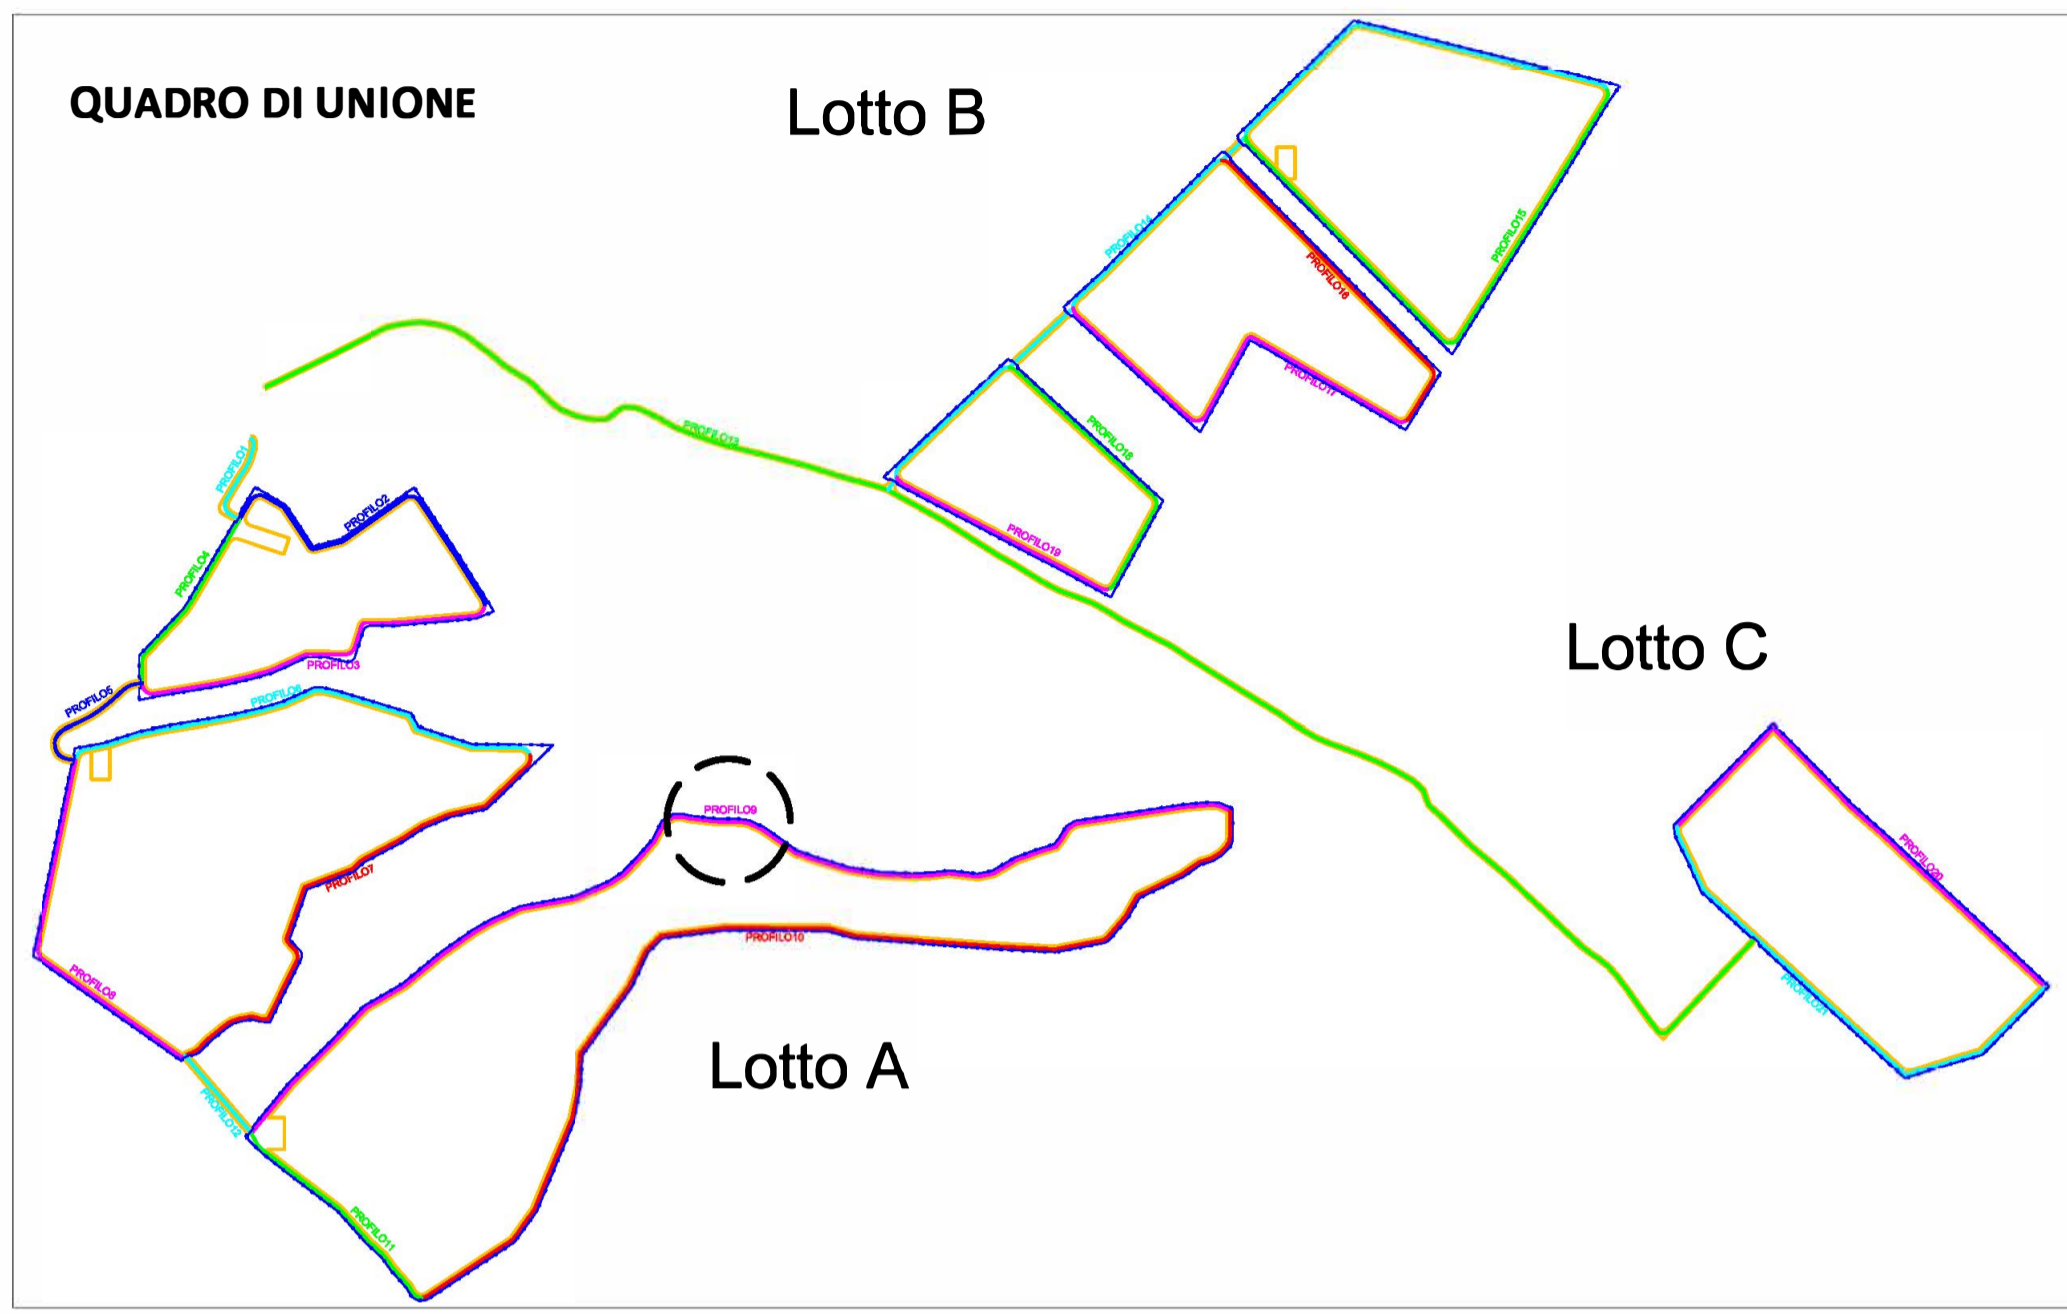 QUADRO DI UNIONE
Lotto B
PROFILO14
PROFILO15
PROFILO16
PROFILO17
PROFILO13
PROFILO18
PROFILO1
PROFILO2
PROFILO19
PROFILO4
Lotto C
PROFILO3
PROFILO5
PROFILO6
PROFILO9
PROFILO20
PROFILO7
PROFILO10
PROFILO8
PROFILO21
Lotto A
PROFILO12
PROFILO11